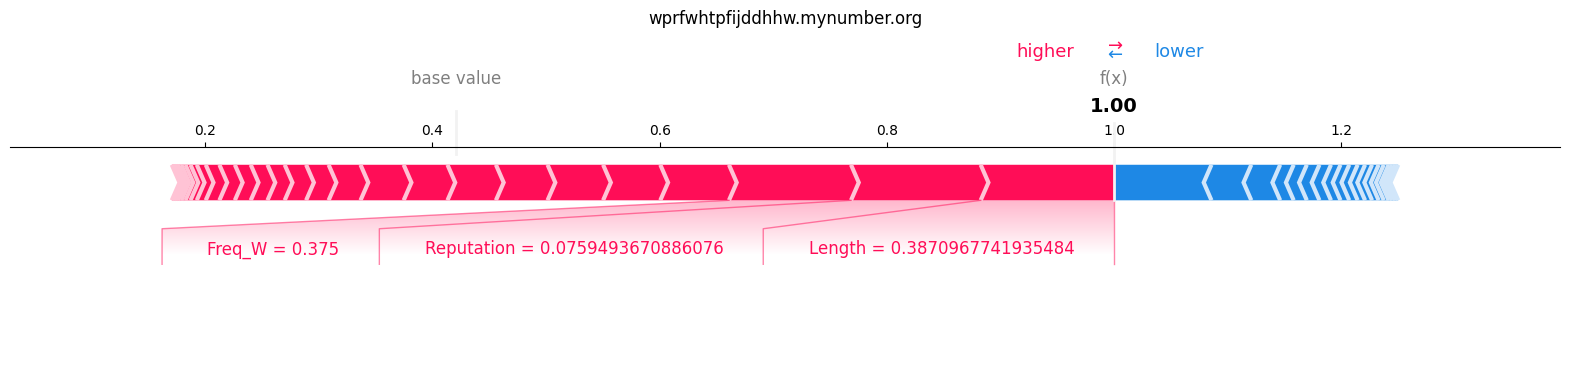 wprfwhtpfijddhhw.mynumber.org
higher → ← lower
base value f(x)
1.00
0.2 0.4 0.6 0.8 1.0 1.2
Freq_W = 0.375 Reputation = 0.0759493670886076 Length = 0.3870967741935484